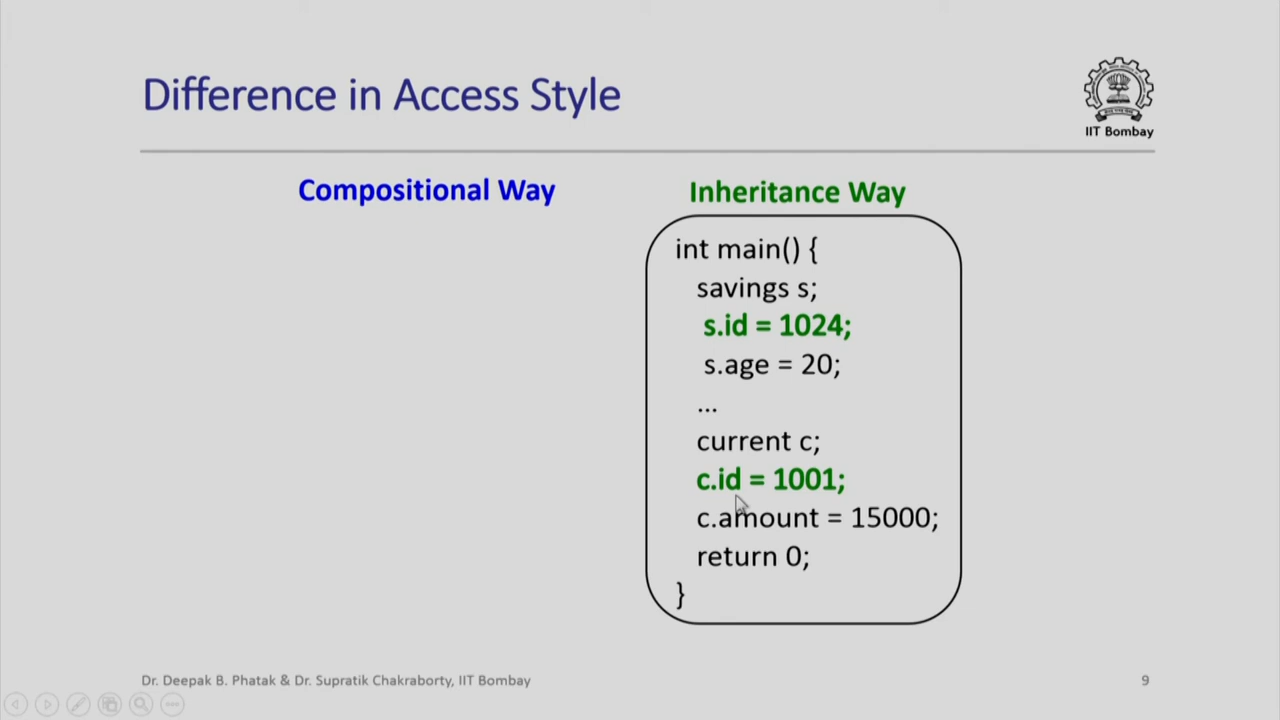 Difference in Access Style
IIT Bombay
Compositional Way
Inheritance Way
int main() {
savings s;
s.id = 1024;
s.age = 20;
...
current c;
c.id = 1001;
c.amount = 15000;
return 0;
}
Dr. Deepak B. Phatak & Dr. Supratik Chakraborty, IIT Bombay
9